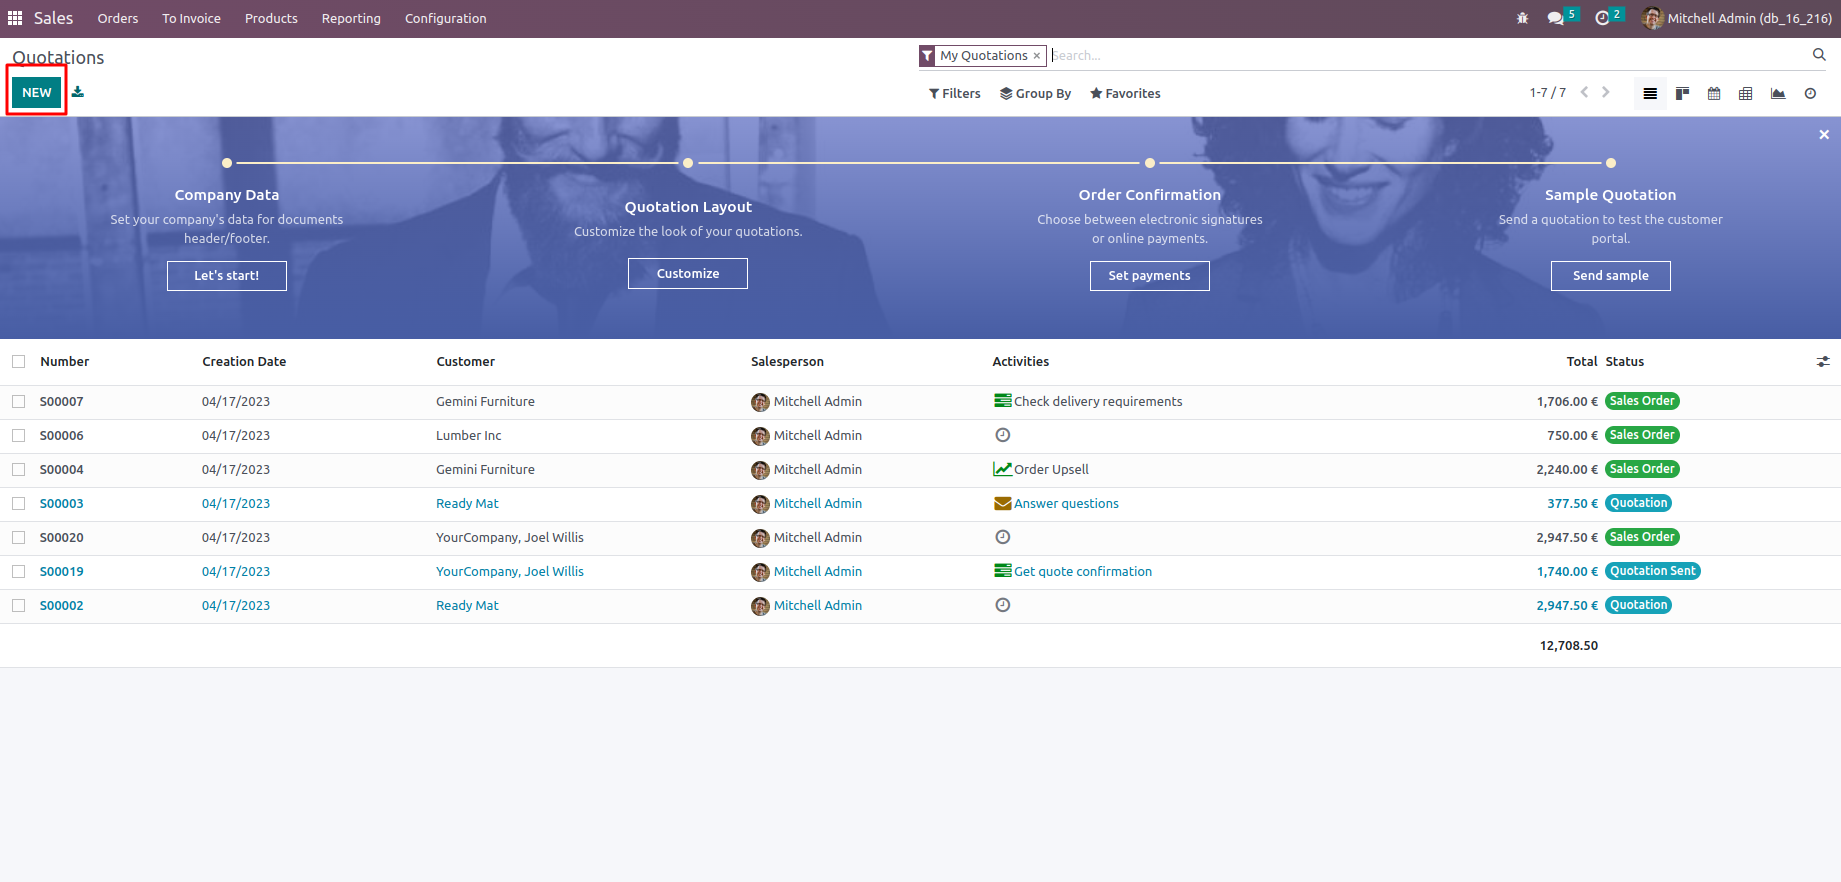 Sales Orders To Invoice Products Reporting Configuration 5 2 Mitchell Admin (db_16_216)
Quotations My Quotations × Search...
NEW Filters Group By Favorites 1-7 / 7
Company Data
Set your company's data for documents
header/footer.
Let's start!
Quotation Layout
Customize the look of your quotations.
Customize
Order Confirmation
Choose between electronic signatures
or online payments.
Set payments
Sample Quotation
Send a quotation to test the customer
portal.
Send sample
Number Creation Date Customer Salesperson Activities Total Status
S00007 04/17/2023 Gemini Furniture Mitchell Admin Check delivery requirements 1,706.00 € Sales Order
S00006 04/17/2023 Lumber Inc Mitchell Admin 750.00 € Sales Order
S00004 04/17/2023 Gemini Furniture Mitchell Admin Order Upsell 2,240.00 € Sales Order
S00003 04/17/2023 Ready Mat Mitchell Admin Answer questions 377.50 € Quotation
S00020 04/17/2023 YourCompany, Joel Willis Mitchell Admin 2,947.50 € Sales Order
S00019 04/17/2023 YourCompany, Joel Willis Mitchell Admin Get quote confirmation 1,740.00 € Quotation Sent
S00002 04/17/2023 Ready Mat Mitchell Admin 2,947.50 € Quotation
12,708.50